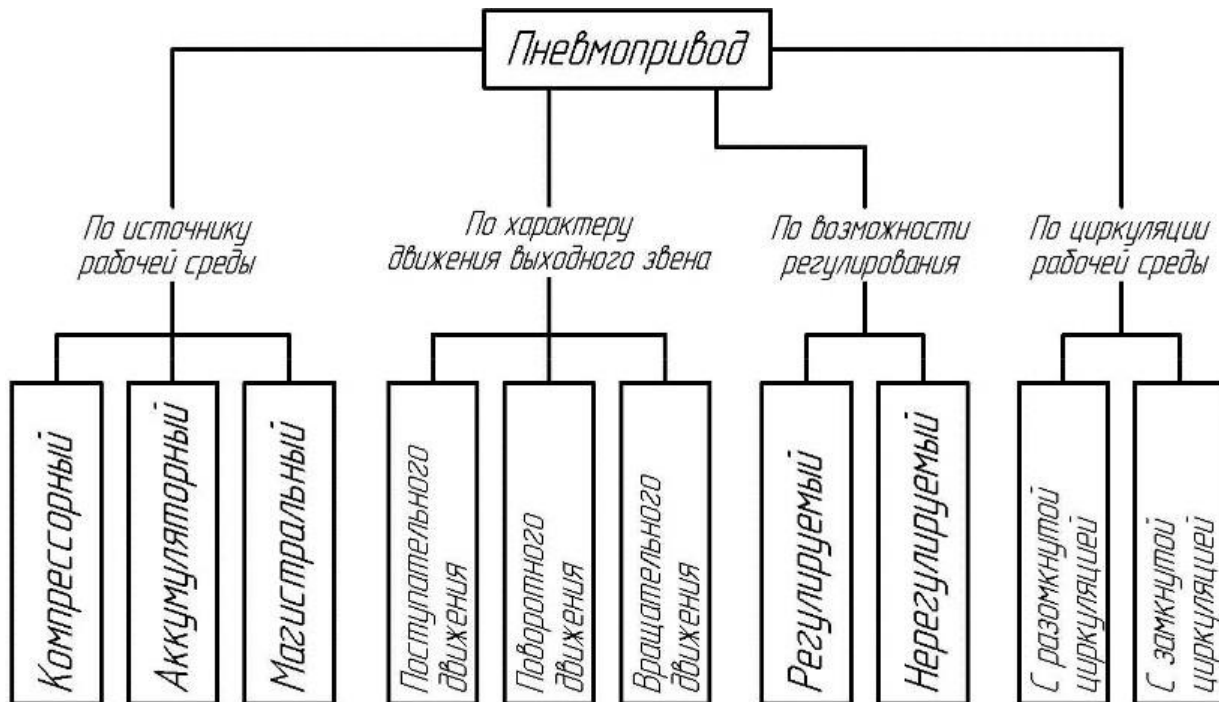 Пневмопривод
По источнику
рабочей среды
По характеру
движения выходного звена
По возможности
регулирования
По циркуляции
рабочей среды
Компрессорный
Аккумуляторный
Магистральный
Поступательного
движения
Поворотного
движения
Вращательного
движения
Регулируемый
Нерегулируемый
С разомкнутой
циркуляцией
С замкнутой
циркуляцией